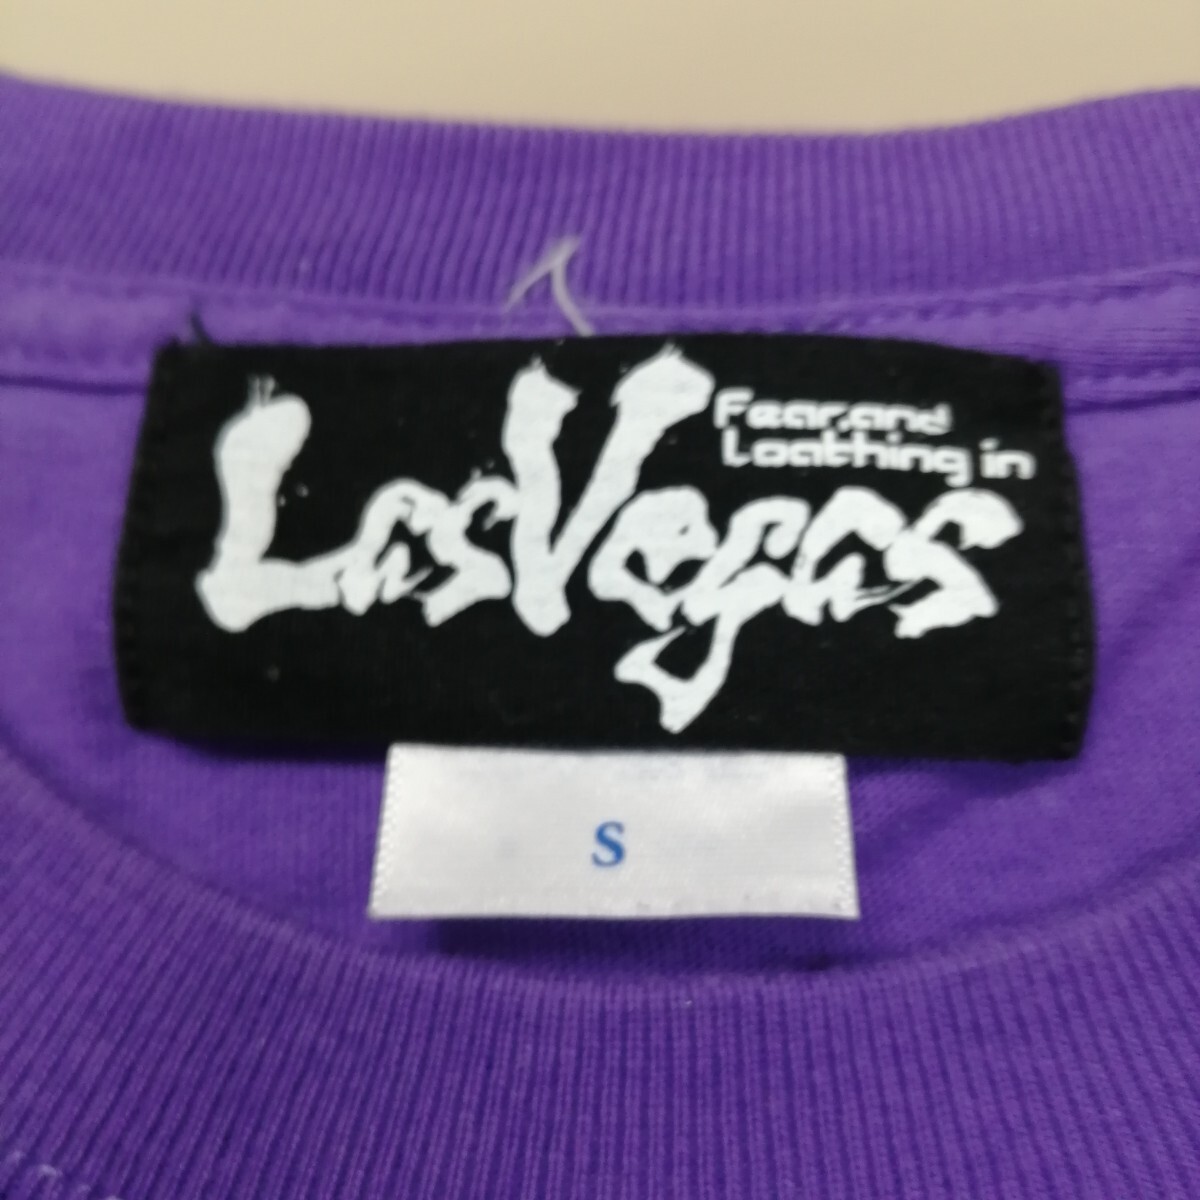 Fear,and
Loathing in
LasVegas
S